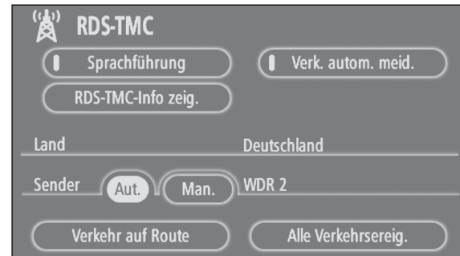 RDS-TMC
Sprachführung Verk. autom. meid.
RDS-TMC-Info zeig.
Land Deutschland
Sender Aut. Man. WDR 2
Verkehr auf Route Alle Verkehrsereig.